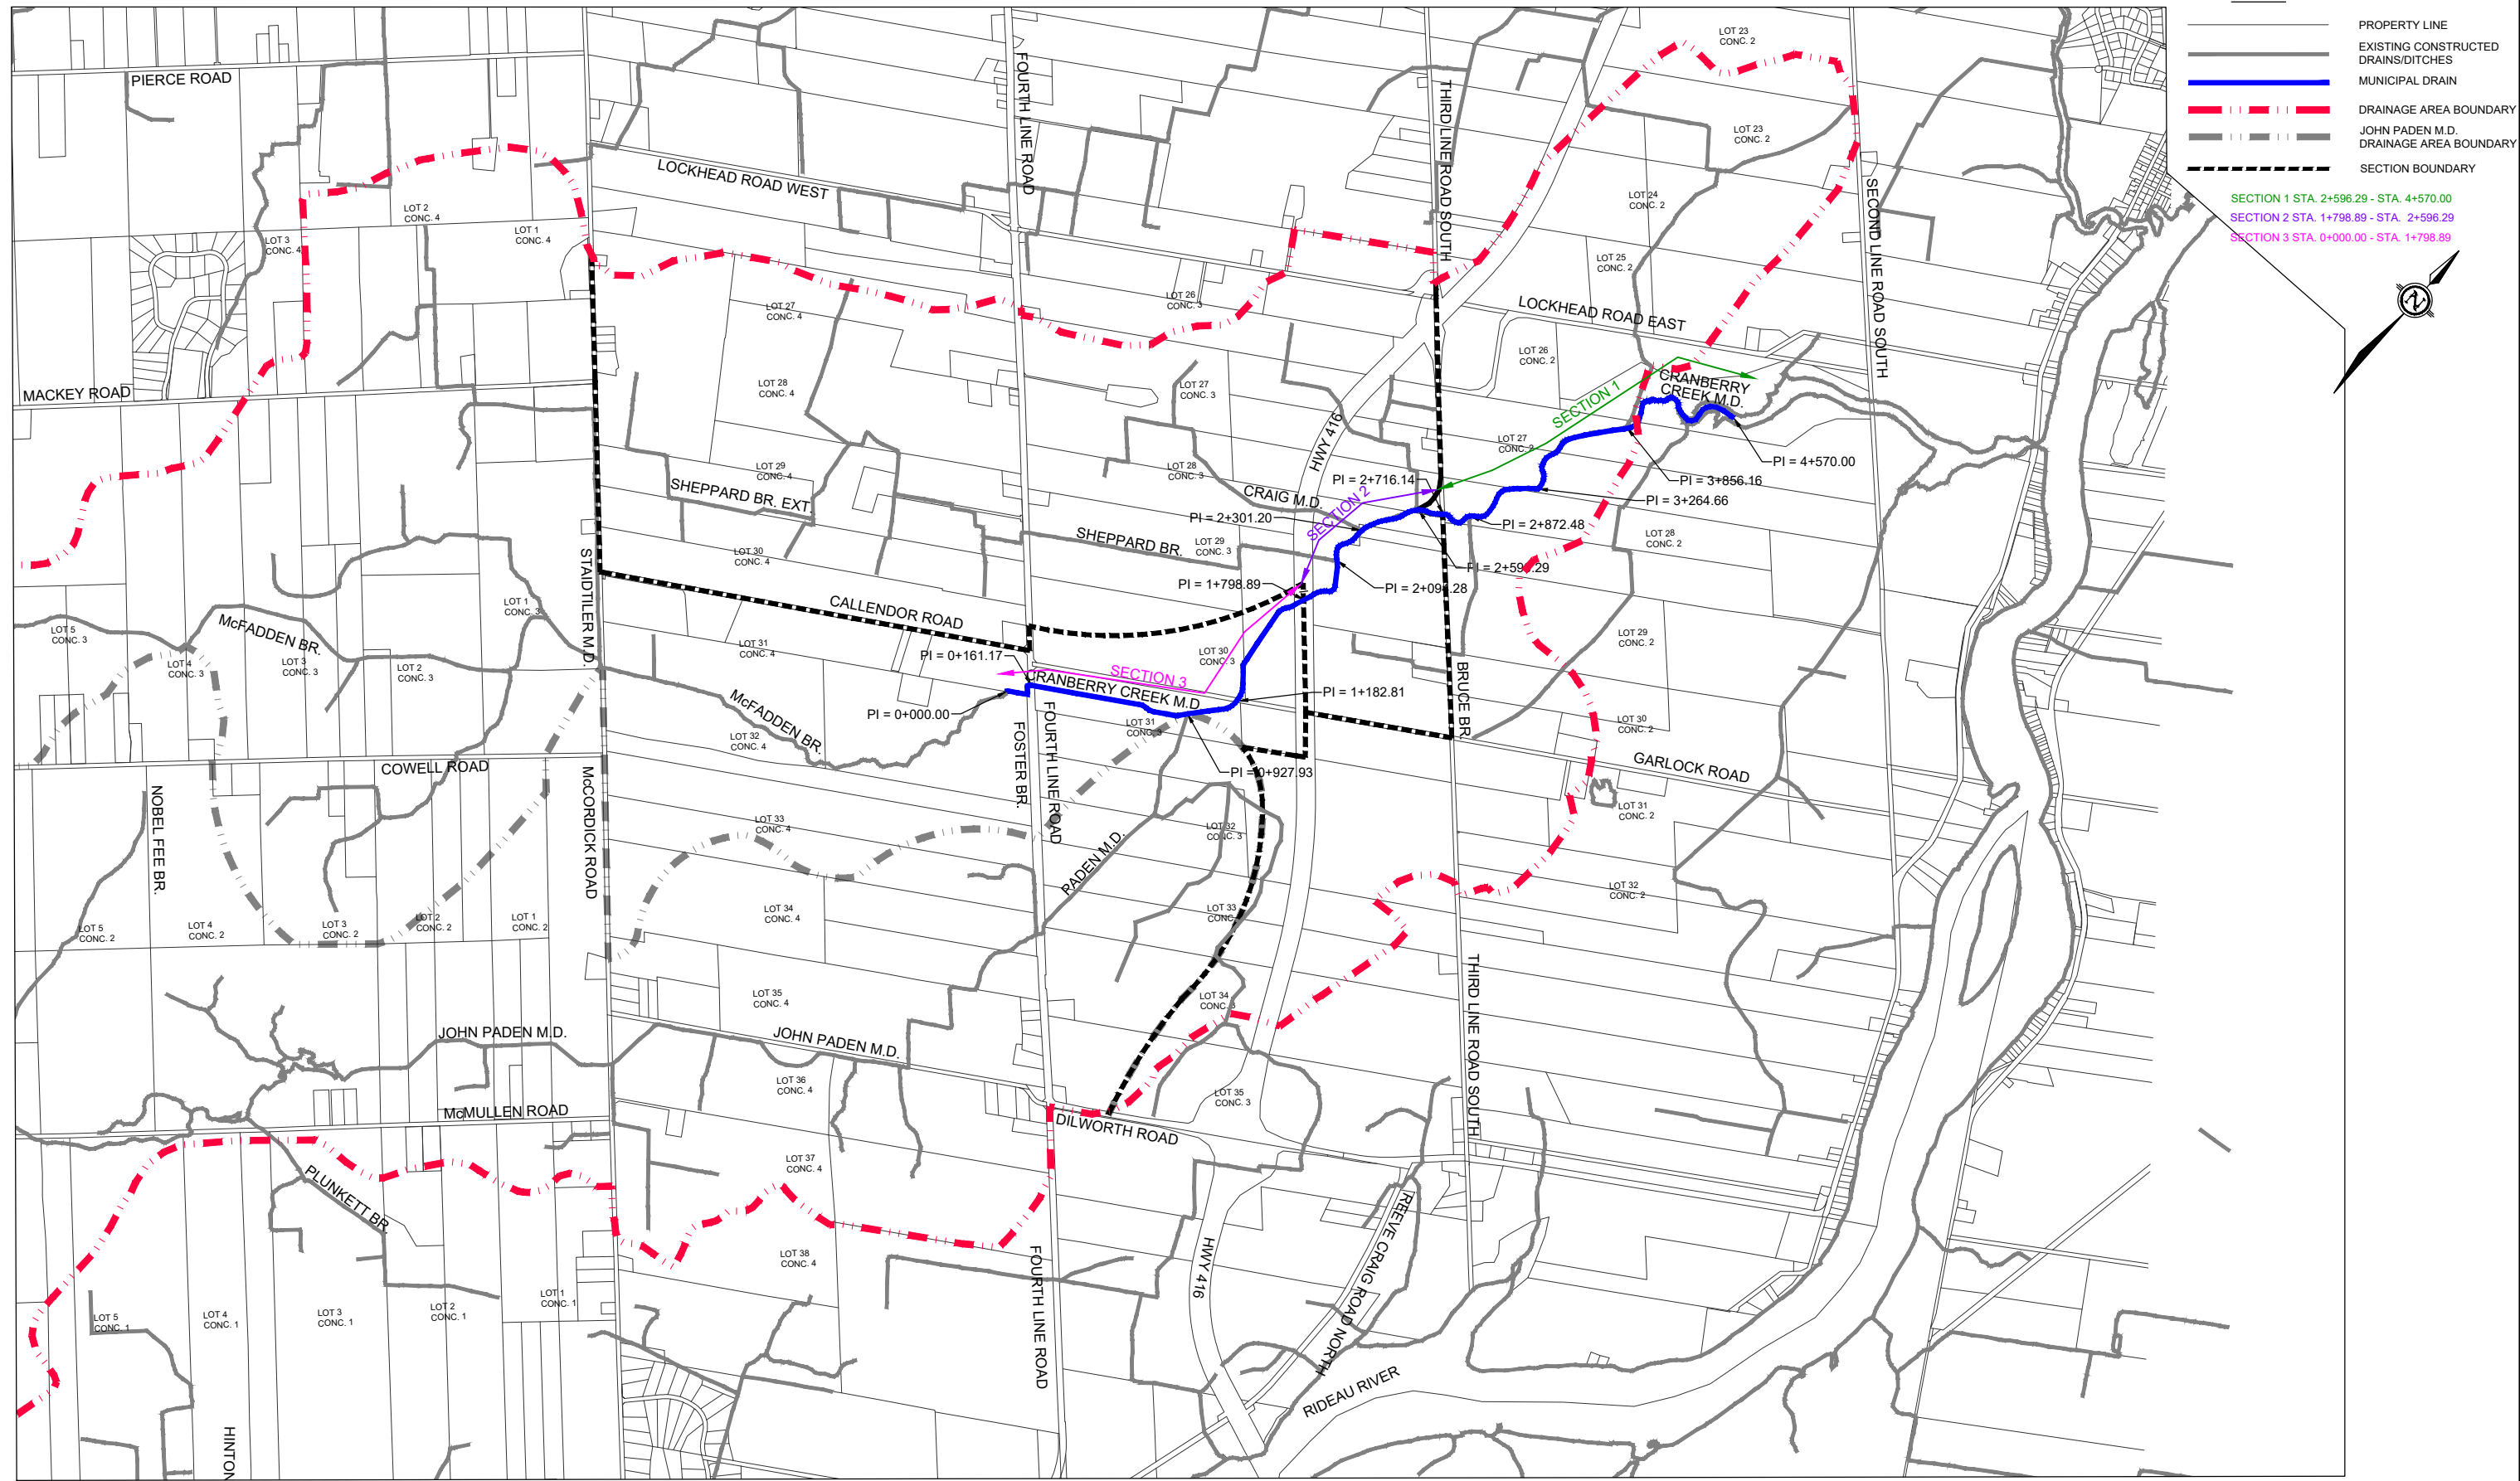 PROPERTY LINE
EXISTING CONSTRUCTED
DRAINS/DITCHES
MUNICIPAL DRAIN
DRAINAGE AREA BOUNDARY
JOHN PADEN M.D.
DRAINAGE AREA BOUNDARY
SECTION BOUNDARY
SECTION 1 STA. 2+596.29 - STA. 4+570.00
SECTION 2 STA. 1+798.89 - STA. 2+596.29
SECTION 3 STA. 0+000.00 - STA. 1+798.89
N
PIERCE ROAD
FOURTH LINE ROAD
THIRD LINE ROAD SOUTH
LOT 23
CONC. 2
LOT 23
CONC. 2
LOCKHEAD ROAD WEST
LOT 2
CONC. 4
LOT 1
CONC. 4
LOT 3
CONC. 4
LOT 24
CONC. 2
SECOND LINE ROAD SOUTH
LOT 25
CONC. 2
LOT 27
CONC. 4
LOT 26
CONC. 3
LOCKHEAD ROAD EAST
LOT 26
CONC. 2
MACKEY ROAD
LOT 28
CONC. 4
LOT 27
CONC. 3
HWY 416
SECTION 1
CRANBERRY
CREEK M.D.
LOT 27
CONC. 2
PI = 4+570.00
LOT 29
CONC. 4
LOT 28
CONC. 3
PI = 2+716.14
PI = 3+856.16
SHEPPARD BR. EXT.
CRAIG M.D.
SECTION 2
PI = 3+264.66
PI = 2+301.20
PI = 2+872.48
LOT 30
CONC. 4
SHEPPARD BR.
LOT 29
CONC. 3
LOT 28
CONC. 2
STAIDTILER M.D.
PI = 1+798.89
PI = 2+596.29
PI = 2+094.28
LOT 1
CONC. 3
CALLENDOR ROAD
LOT 5
CONC. 3
McFADDEN BR.
LOT 4
CONC. 3
LOT 3
CONC. 3
LOT 2
CONC. 3
LOT 31
CONC. 4
PI = 0+161.17
LOT 30
CONC. 3
LOT 29
CONC. 2
SECTION 3
CRANBERRY CREEK M.D
BRUCE BR.
PI = 0+000.00
PI = 1+182.81
McFADDEN BR.
LOT 32
CONC. 4
FOSTER BR.
FOURTH LINE ROAD
LOT 31
CONC. 3
LOT 30
CONC. 2
COWELL ROAD
PI = 0+927.93
GARLOCK ROAD
NOBEL FEE BR.
McCORDICK ROAD
LOT 33
CONC. 4
LOT 32
CONC. 3
LOT 31
CONC. 2
PADEN M.D.
LOT 32
CONC. 2
LOT 5
CONC. 2
LOT 4
CONC. 2
LOT 3
CONC. 2
LOT 2
CONC. 2
LOT 1
CONC. 2
LOT 34
CONC. 4
LOT 33
CONC. 3
LOT 35
CONC. 4
LOT 34
CONC. 3
THIRD LINE ROAD SOUTH
JOHN PADEN M.D.
JOHN PADEN M.D.
LOT 36
CONC. 4
LOT 35
CONC. 3
McMULLEN ROAD
DILWORTH ROAD
PLUNKETT BR.
LOT 37
CONC. 4
REEVE CRAIG ROAD NORTH
LOT 38
CONC. 4
FOURTH LINE ROAD
HWY 416
LOT 5
CONC. 1
LOT 4
CONC. 1
LOT 3
CONC. 1
LOT 2
CONC. 1
LOT 1
CONC. 1
RIDEAU RIVER
HINTON